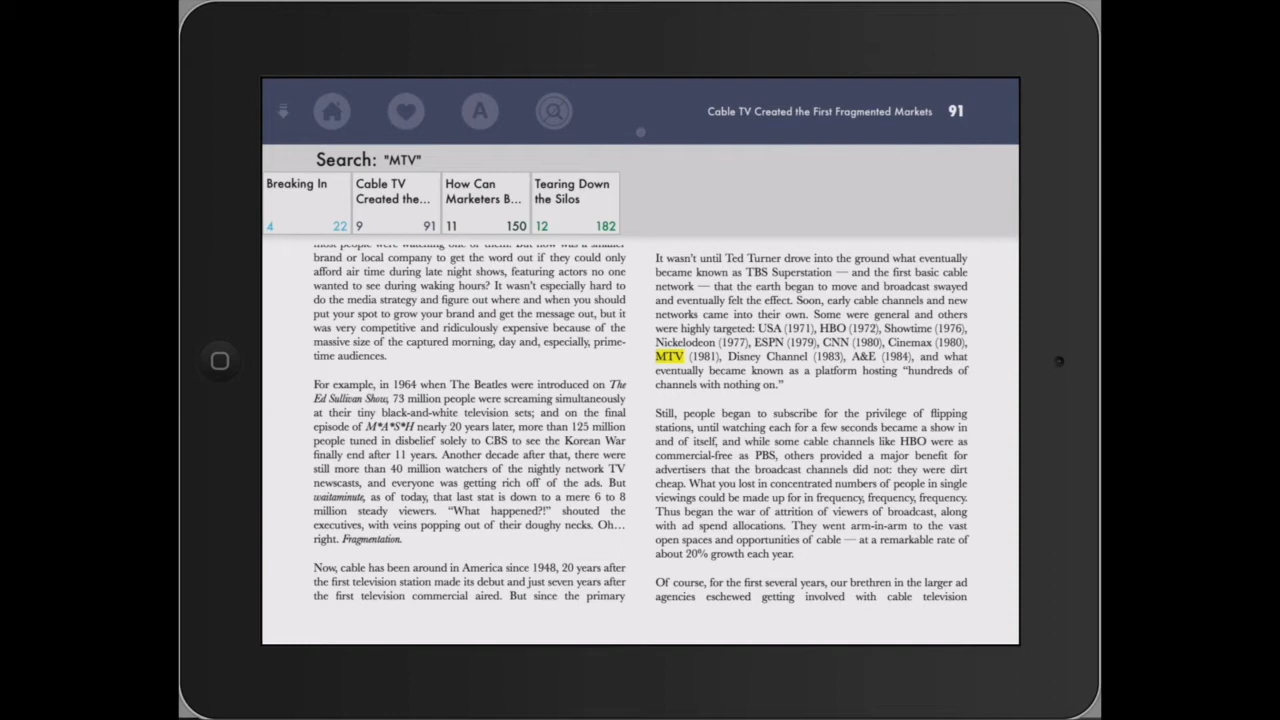 A
Cable TV Created the First Fragmented Markets 91
Search: "MTV"
Breaking In
4 22
Cable TV
Created the...
9 91
How Can
Marketers B...
11 150
Tearing Down
the Silos
12 182
most people were watching one of them. But how was a smaller
brand or local company to get the word out if they could only
afford air time during late night shows, featuring actors no one
wanted to see during waking hours? It wasn't especially hard to
do the media strategy and figure out where and when you should
put your spot to grow your brand and get the message out, but it
was very competitive and ridiculously expensive because of the
massive size of the captured morning, day and, especially, prime-
time audiences.
For example, in 1964 when The Beatles were introduced on The
Ed Sullivan Show, 73 million people were screaming simultaneously
at their tiny black-and-white television sets; and on the final
episode of M*A*S*H nearly 20 years later, more than 125 million
people tuned in disbelief solely to CBS to see the Korean War
finally end after 11 years. Another decade after that, there were
still more than 40 million watchers of the nightly network TV
newscasts, and everyone was getting rich off of the ads. But
waitaminute, as of today, that last stat is down to a mere 6 to 8
million steady viewers. “What happened?!” shouted the
executives, with veins popping out of their doughy necks. Oh…
right. Fragmentation.
Now, cable has been around in America since 1948, 20 years after
the first television station made its debut and just seven years after
the first television commercial aired. But since the primary
It wasn't until Ted Turner drove into the ground what eventually
became known as TBS Superstation — and the first basic cable
network — that the earth began to move and broadcast swayed
and eventually felt the effect. Soon, early cable channels and new
networks came into their own. Some were general and others
were highly targeted: USA (1971), HBO (1972), Showtime (1976),
Nickelodeon (1977), ESPN (1979), CNN (1980), Cinemax (1980),
MTV (1981), Disney Channel (1983), A&E (1984), and what
eventually became known as a platform hosting “hundreds of
channels with nothing on.”
Still, people began to subscribe for the privilege of flipping
stations, until watching each for a few seconds became a show in
and of itself, and while some cable channels like HBO were as
commercial-free as PBS, others provided a major benefit for
advertisers that the broadcast channels did not: they were dirt
cheap. What you lost in concentrated numbers of people in single
viewings could be made up for in frequency, frequency, frequency.
Thus began the war of attrition of viewers of broadcast, along
with ad spend allocations. They went arm-in-arm to the vast
open spaces and opportunities of cable — at a remarkable rate of
about 20% growth each year.
Of course, for the first several years, our brethren in the larger ad
agencies eschewed getting involved with cable television